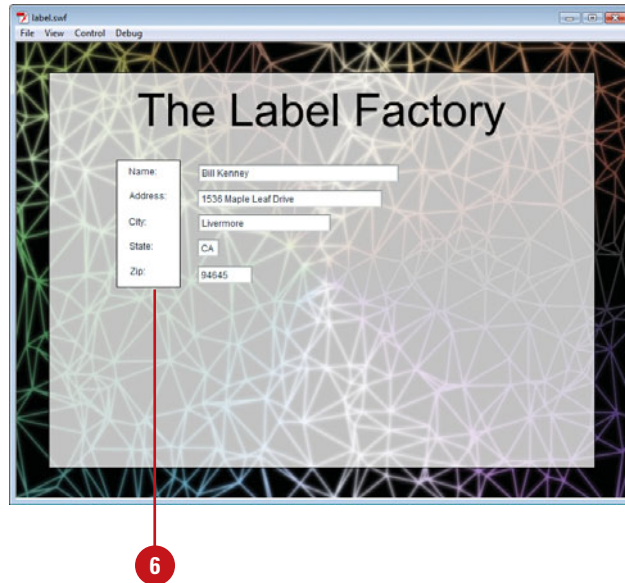 label.swf
File View Control Debug
The Label Factory
Name: Bill Kenney
Address: 1536 Maple Leaf Drive
City: Livermore
State: CA
Zip: 94645
6